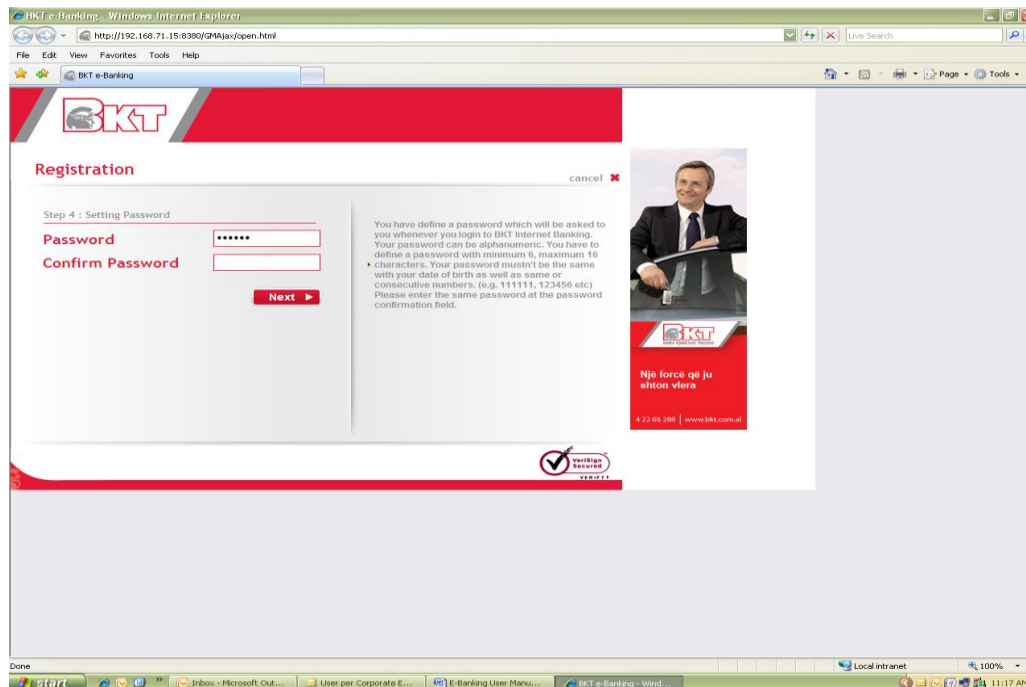 BKT e-Banking - Windows Internet Explorer
http://192.168.71.15:8380/GMAjax/open.html
Live Search
File Edit View Favorites Tools Help
BKT e-Banking
Page
Tools
BKT
Registration
cancel
Step 4 : Setting Password
Password ••••••
Confirm Password
Next
You have define a password which will be asked to
you whenever you login to BKT Internet Banking.
Your password can be alphanumeric. You have to
define a password with minimum 6, maximum 16
characters. Your password mustn't be the same
with your date of birth as well as same or
consecutive numbers. (e.g. 111111, 123456 etc)
Please enter the same password at the password
confirmation field.
BKT
Një forcë që ju
shton vlera
4 22 66 288 | www.bkt.com.al
VeriSign
Secured
VERIFY
Done
Local intranet
100%
start
Inbox - Microsoft Out...
User per Corporate E...
E-Banking User Manu...
BKT e-Banking - Wind...
11:17 AM